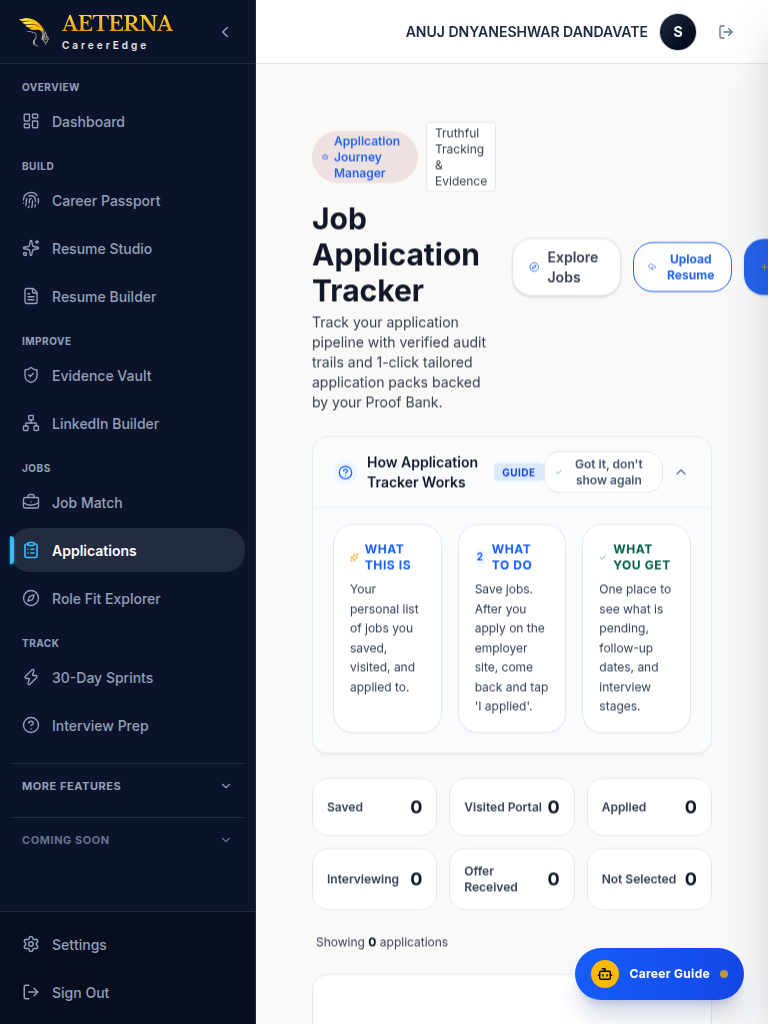 AETERNA
CareerEdge
OVERVIEW
Dashboard
BUILD
Career Passport
Resume Studio
Resume Builder
IMPROVE
Evidence Vault
LinkedIn Builder
JOBS
Job Match
Applications
Role Fit Explorer
TRACK
30-Day Sprints
Interview Prep
MORE FEATURES
COMING SOON
Settings
Sign Out
ANUJ DNYANESHWAR DANDAVATE
S
Application
Journey
Manager
Truthful
Tracking
&
Evidence
Job
Application
Tracker
Track your application
pipeline with verified audit
trails and 1-click tailored
application packs backed
by your Proof Bank.
Explore
Jobs
Upload
Resume
+
How Application
Tracker Works
GUIDE
Got it, don't
show again
WHAT
THIS IS
Your
personal list
of jobs you
saved,
visited, and
applied to.
2
WHAT
TO DO
Save jobs.
After you
apply on the
employer
site, come
back and tap
'I applied'.
WHAT
YOU GET
One place to
see what is
pending,
follow-up
dates, and
interview
stages.
Saved 0
Visited Portal 0
Applied 0
Interviewing 0
Offer
Received 0
Not Selected 0
Showing 0 applications
Career Guide